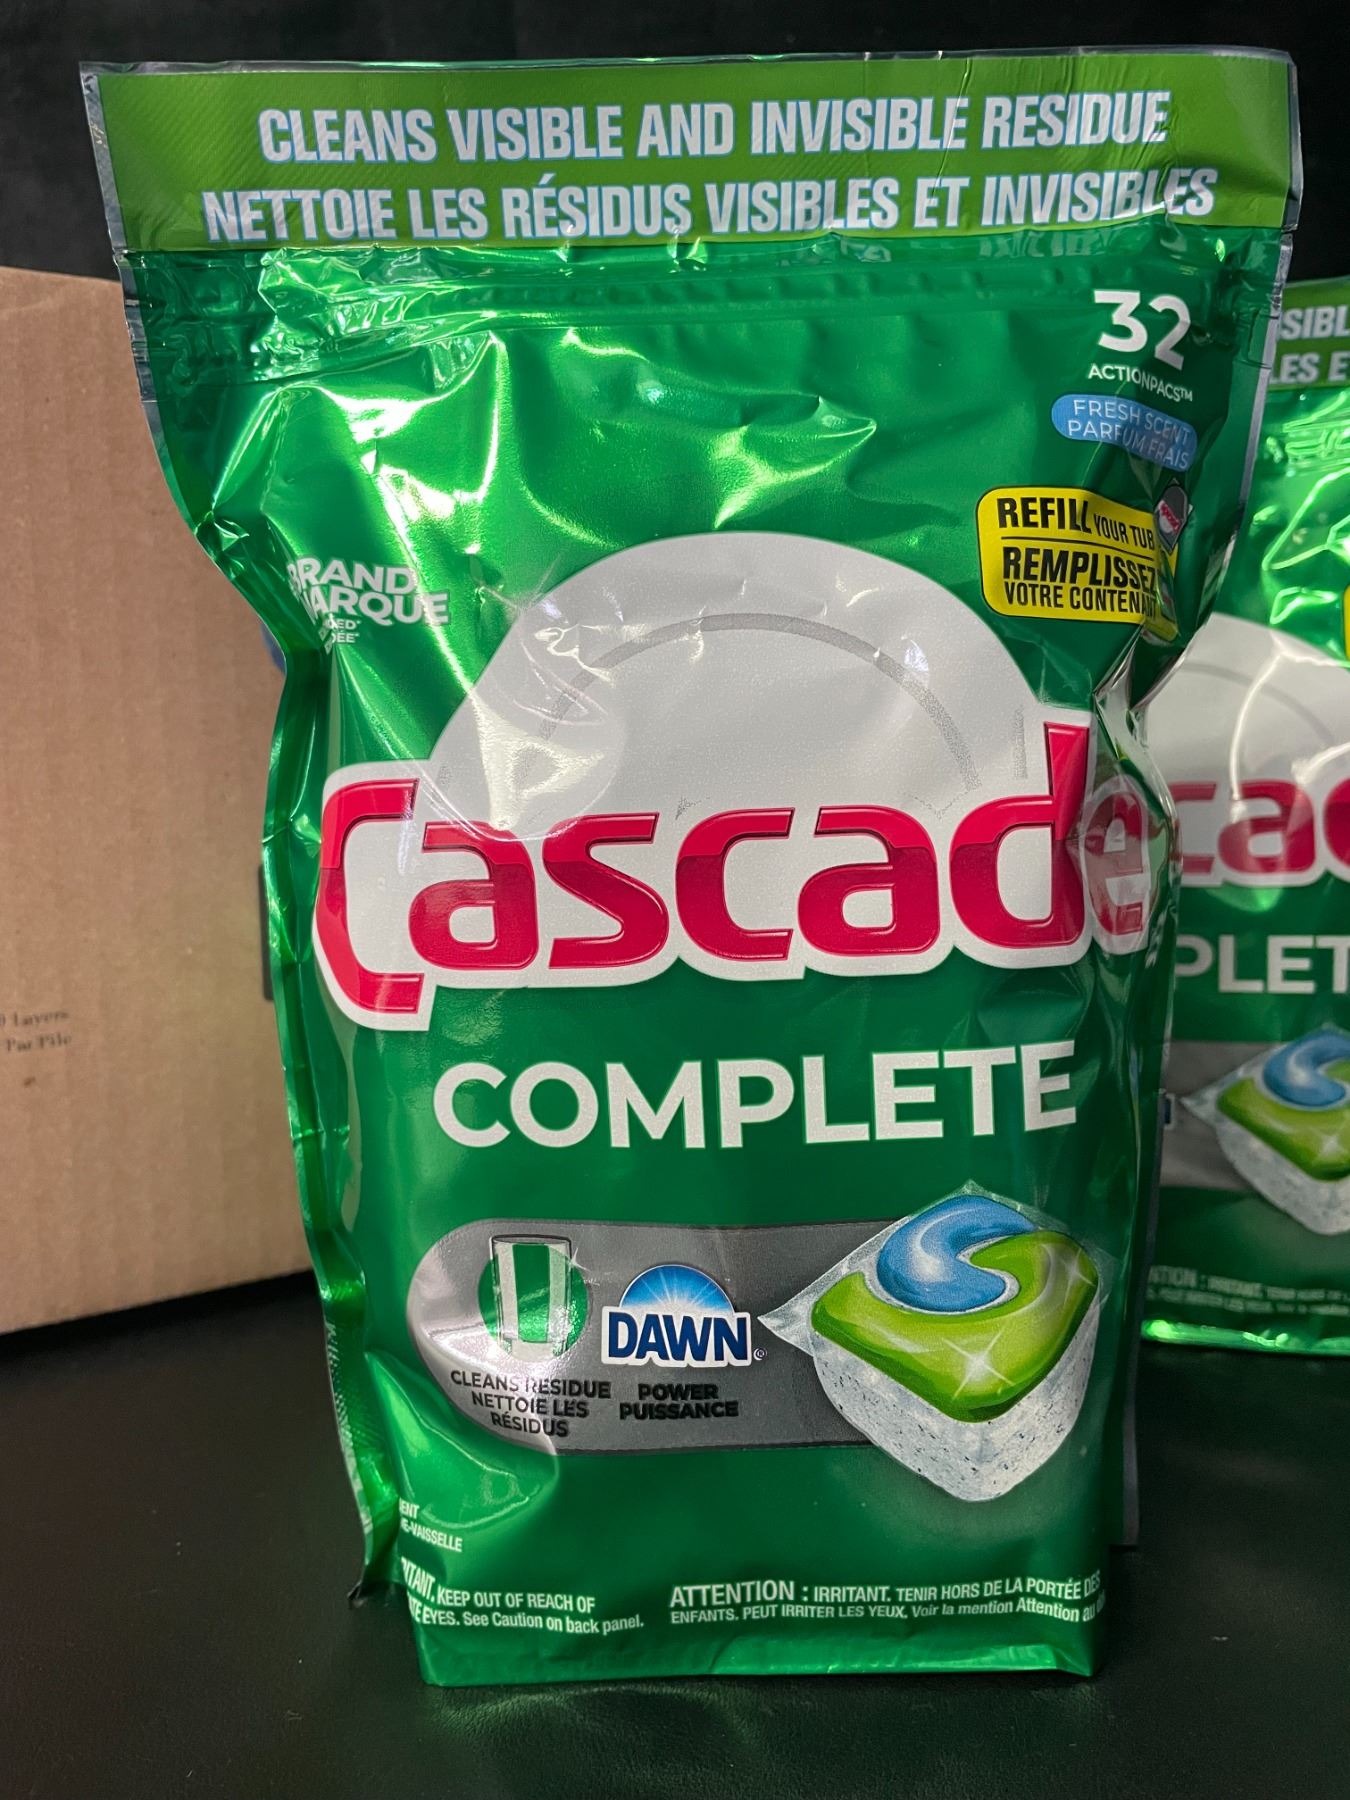 CLEANS VISIBLE AND INVISIBLE RESIDUE
NETTOIE LES RÉSIDUS VISIBLES ET INVISIBLES
32
ACTIONPACS™
FRESH SCENT
PARFUM FRAIS
REFILL YOUR TUB
REMPLISSEZ
VOTRE CONTENANT
BRAND
MARQUE
Cascade
COMPLETE
DAWN®
CLEANS RESIDUE
NETTOIE LES
RÉSIDUS
POWER
PUISSANCE
KEEP OUT OF REACH OF
EYES. See Caution on back panel.
ATTENTION : IRRITANT. TENIR HORS DE LA PORTÉE DES
ENFANTS. PEUT IRRITER LES YEUX. Voir la mention Attention au
Layers
Par Pile